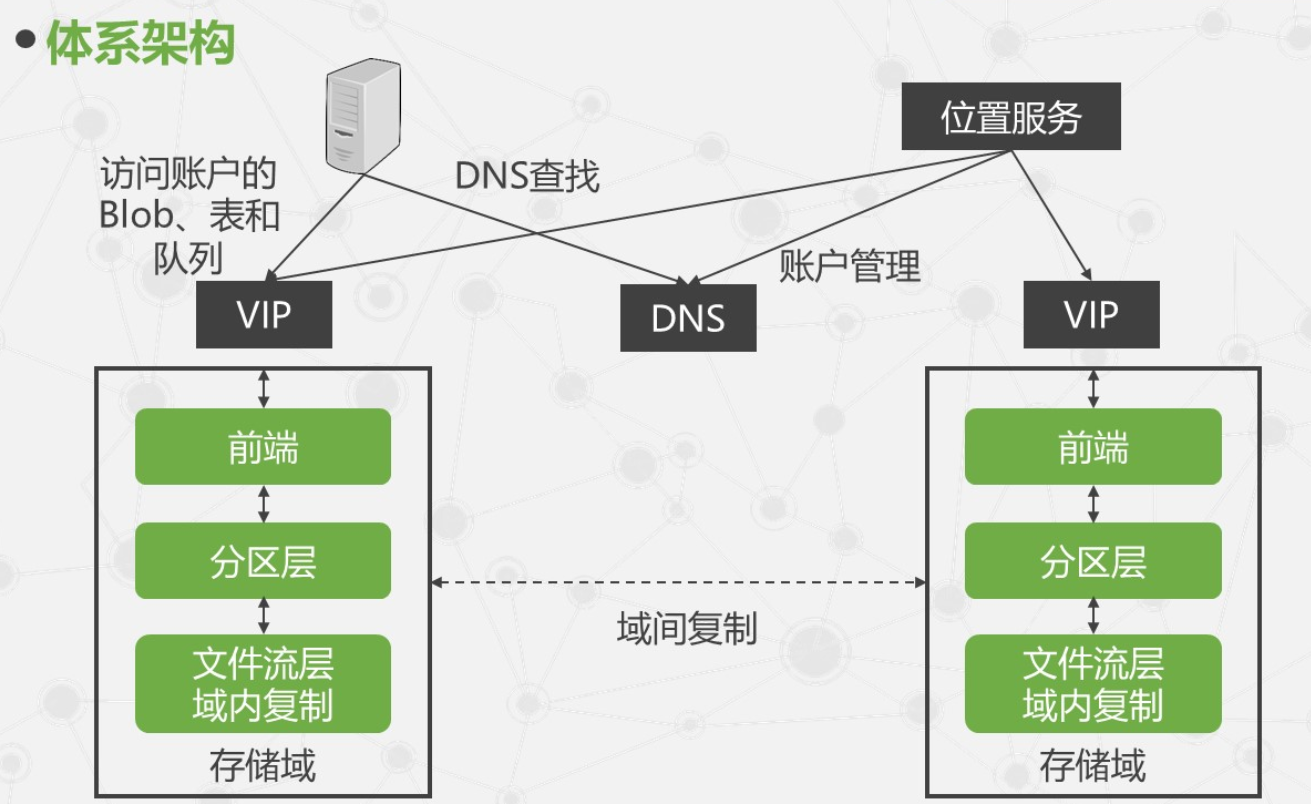 体系架构
位置服务
访问账户的
Blob、表和
队列
DNS查找
账户管理
VIP
DNS
VIP
前端
前端
分区层
分区层
域间复制
文件流层
域内复制
文件流层
域内复制
存储域
存储域